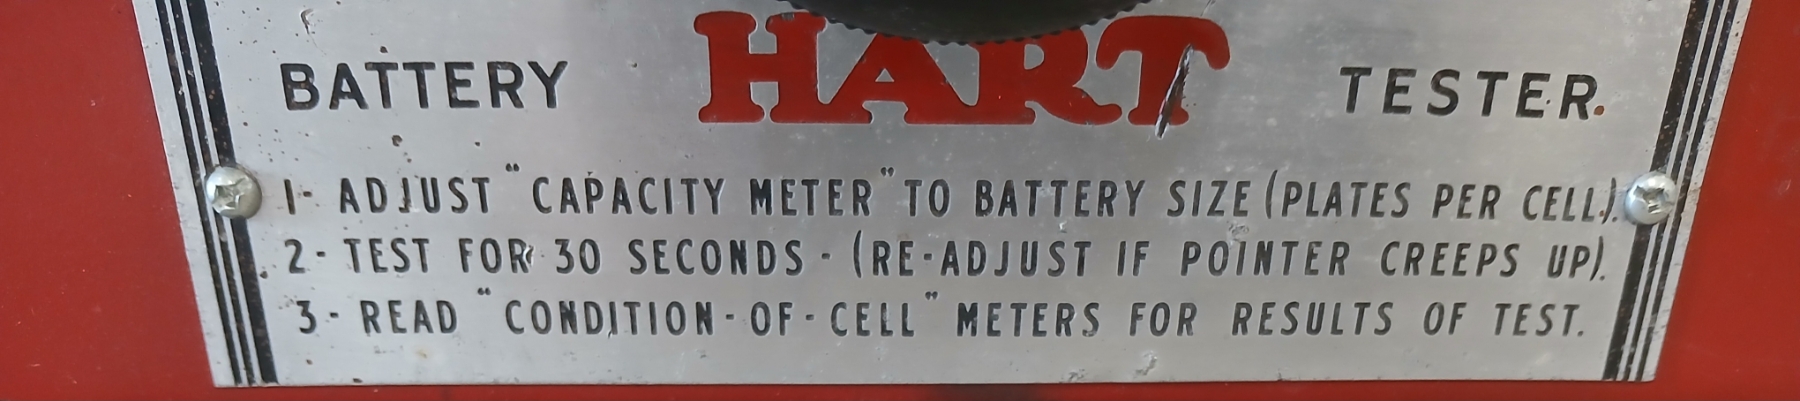 BATTERY HART TESTER.
1- ADJUST "CAPACITY METER" TO BATTERY SIZE (PLATES PER CELL).
2- TEST FOR 30 SECONDS - (RE-ADJUST IF POINTER CREEPS UP).
3- READ "CONDITION-OF-CELL" METERS FOR RESULTS OF TEST.